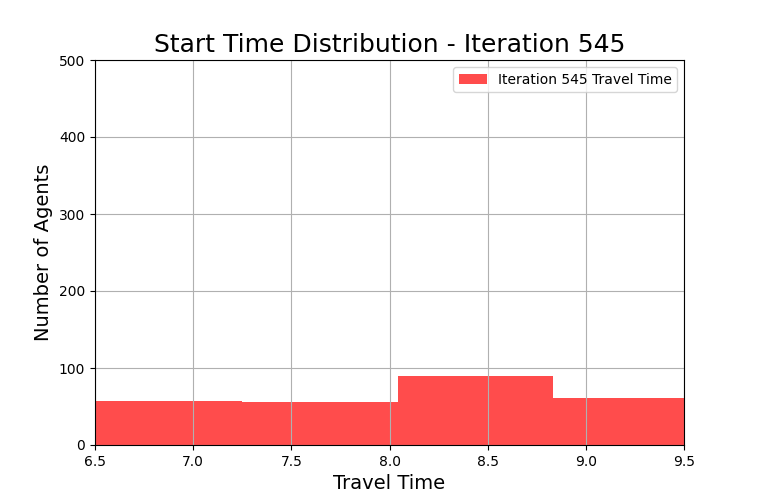 Start Time Distribution - Iteration 545
Iteration 545 Travel Time
Number of Agents
500
400
300
200
100
0
6.5 7.0 7.5 8.0 8.5 9.0 9.5
Travel Time